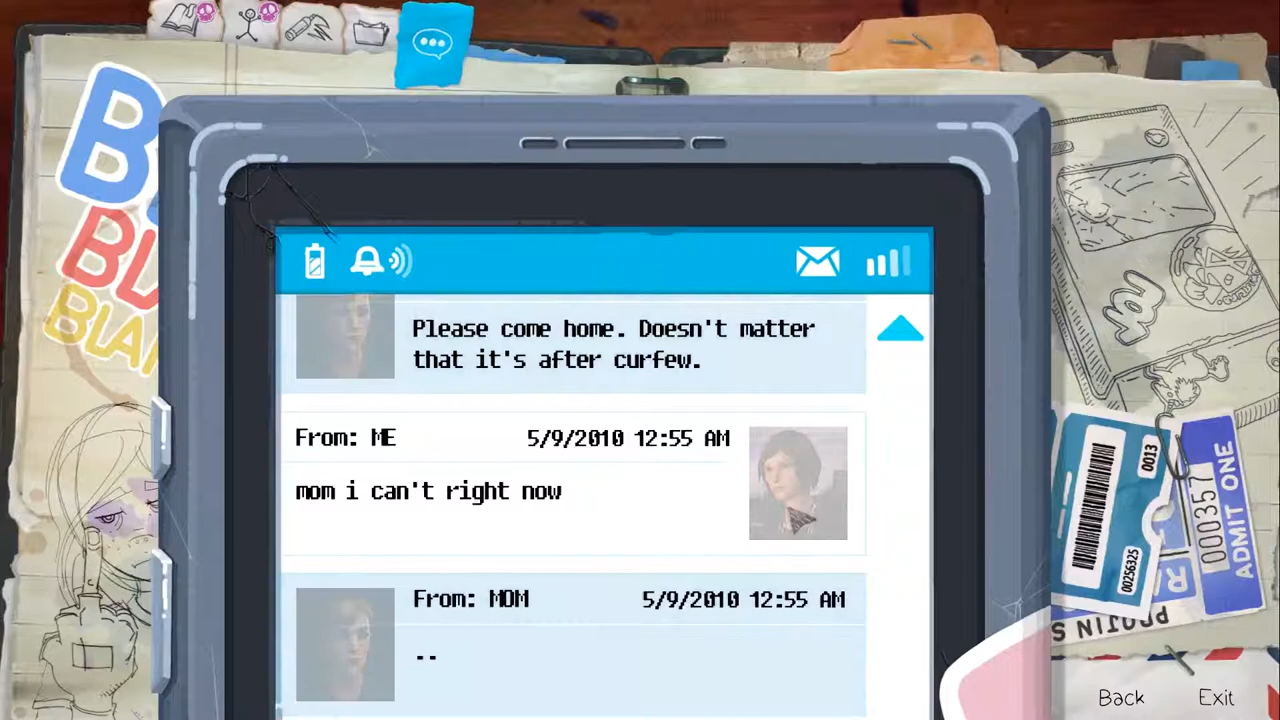 Please come home. Doesn't matter
that it's after curfew.
From: ME 5/9/2010 12:55 AM
mom i can't right now
From: MOM 5/9/2010 12:55 AM
--
0013
00256325
000357
ADMIT ONE
Back Exit